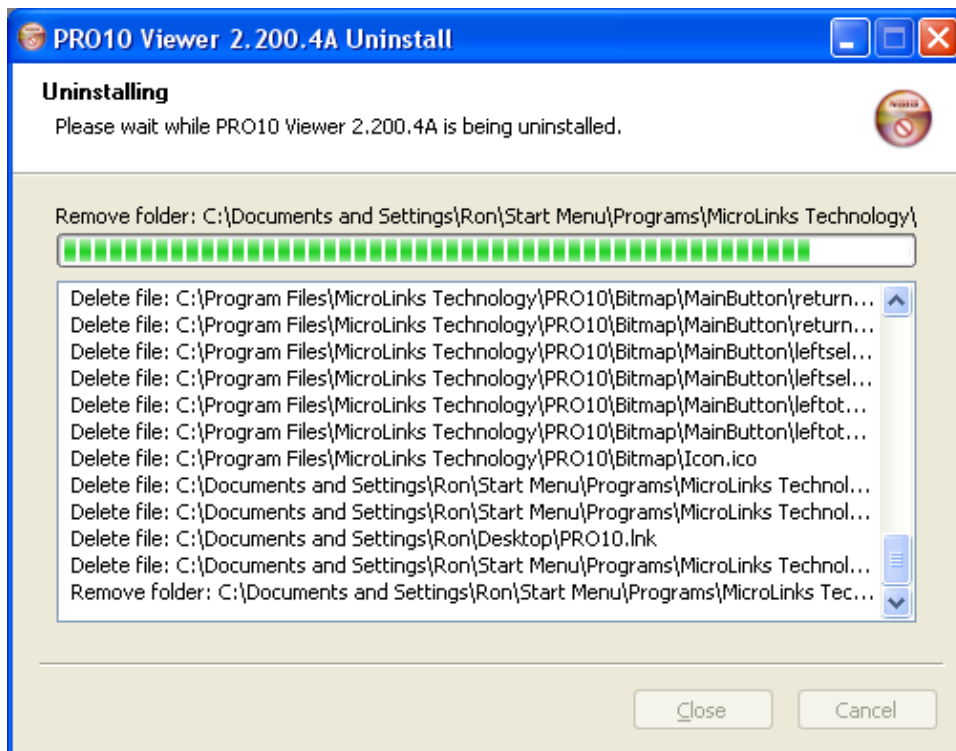 PRO10 Viewer 2.200.4A Uninstall
Uninstalling
Please wait while PRO10 Viewer 2.200.4A is being uninstalled.
Remove folder: C:\Documents and Settings\Ron\Start Menu\Programs\MicroLinks Technology\
Delete file: C:\Program Files\MicroLinks Technology\PRO10\Bitmap\MainButton\return...
Delete file: C:\Program Files\MicroLinks Technology\PRO10\Bitmap\MainButton\return...
Delete file: C:\Program Files\MicroLinks Technology\PRO10\Bitmap\MainButton\leftsel...
Delete file: C:\Program Files\MicroLinks Technology\PRO10\Bitmap\MainButton\leftsel...
Delete file: C:\Program Files\MicroLinks Technology\PRO10\Bitmap\MainButton\leftot...
Delete file: C:\Program Files\MicroLinks Technology\PRO10\Bitmap\MainButton\leftot...
Delete file: C:\Program Files\MicroLinks Technology\PRO10\Bitmap\Icon.ico
Delete file: C:\Documents and Settings\Ron\Start Menu\Programs\MicroLinks Technol...
Delete file: C:\Documents and Settings\Ron\Start Menu\Programs\MicroLinks Technol...
Delete file: C:\Documents and Settings\Ron\Desktop\PRO10.lnk
Delete file: C:\Documents and Settings\Ron\Start Menu\Programs\MicroLinks Technol...
Remove folder: C:\Documents and Settings\Ron\Start Menu\Programs\MicroLinks Tec...
Close
Cancel